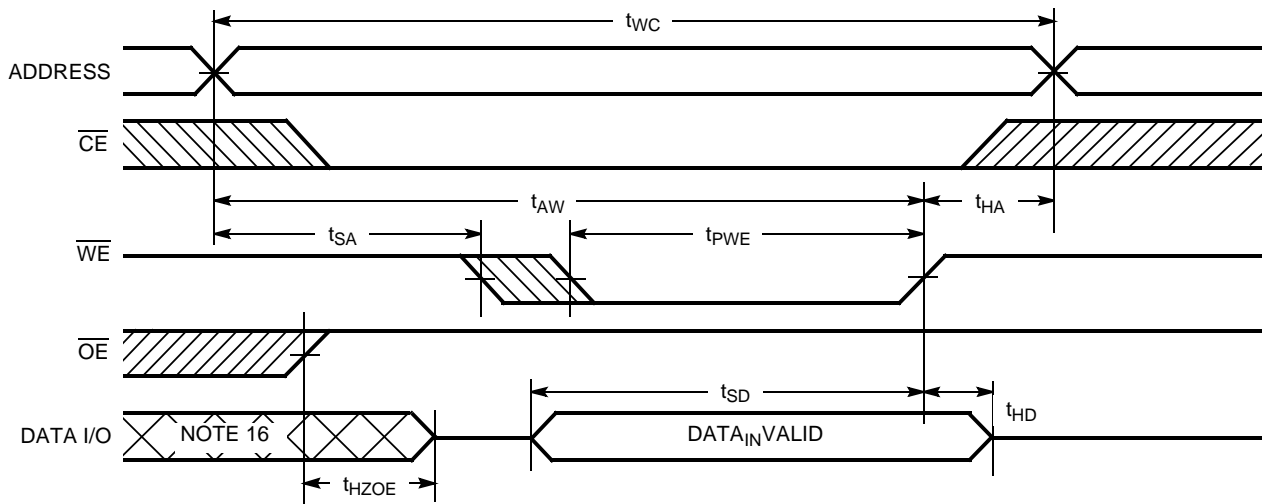 tWC
ADDRESS
CE
tAW
tHA
tSA
tPWE
WE
OE
tSD
tHD
DATA I/O
NOTE 16
DATAINVALID
tHZOE